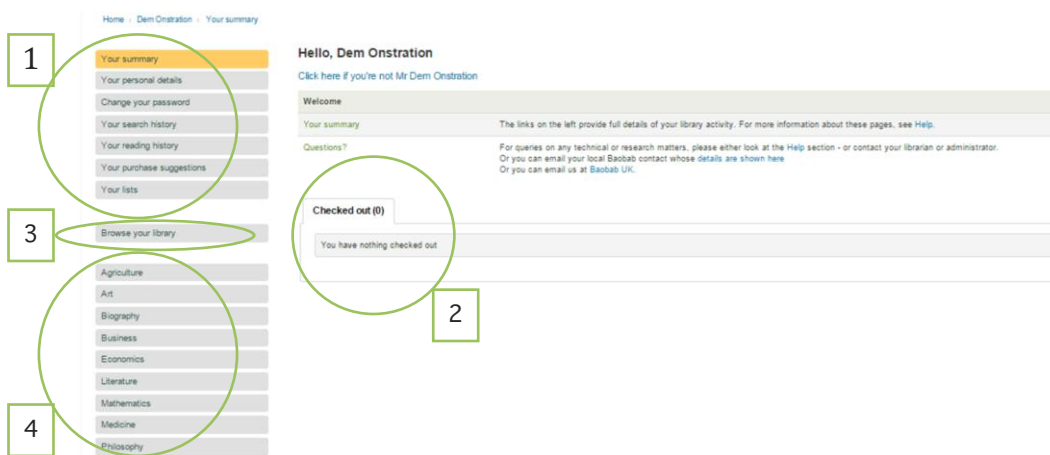 Home › Dem Onstration › Your summary
1
Your summary
Your personal details
Change your password
Your search history
Your reading history
Your purchase suggestions
Your lists
3
Browse your library
Agriculture
Art
Biography
Business
Economics
Literature
Mathematics
Medicine
4
Philosophy
Hello, Dem Onstration
Click here if you're not Mr Dem Onstration
Welcome
Your summary The links on the left provide full details of your library activity. For more information about these pages, see Help.
Questions? For queries on any technical or research matters, please either look at the Help section - or contact your librarian or administrator.
Or you can email your local Baobab contact whose details are shown here
Or you can email us at Baobab UK.
Checked out (0)
You have nothing checked out
2